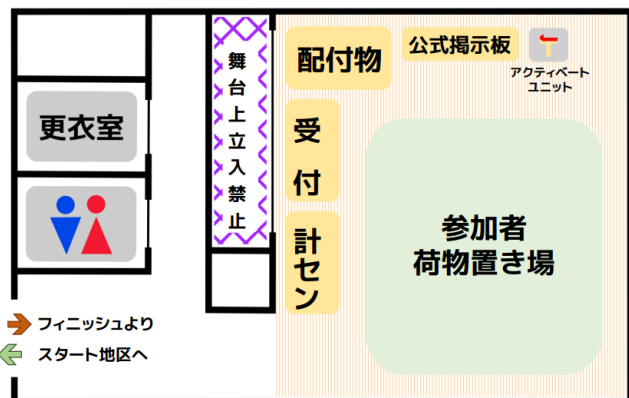 配付物
公式掲示板
アクティベート
ユニット
舞台上立入禁止
更衣室
受付
計セン
参加者
荷物置き場
フィニッシュより
スタート地区へ